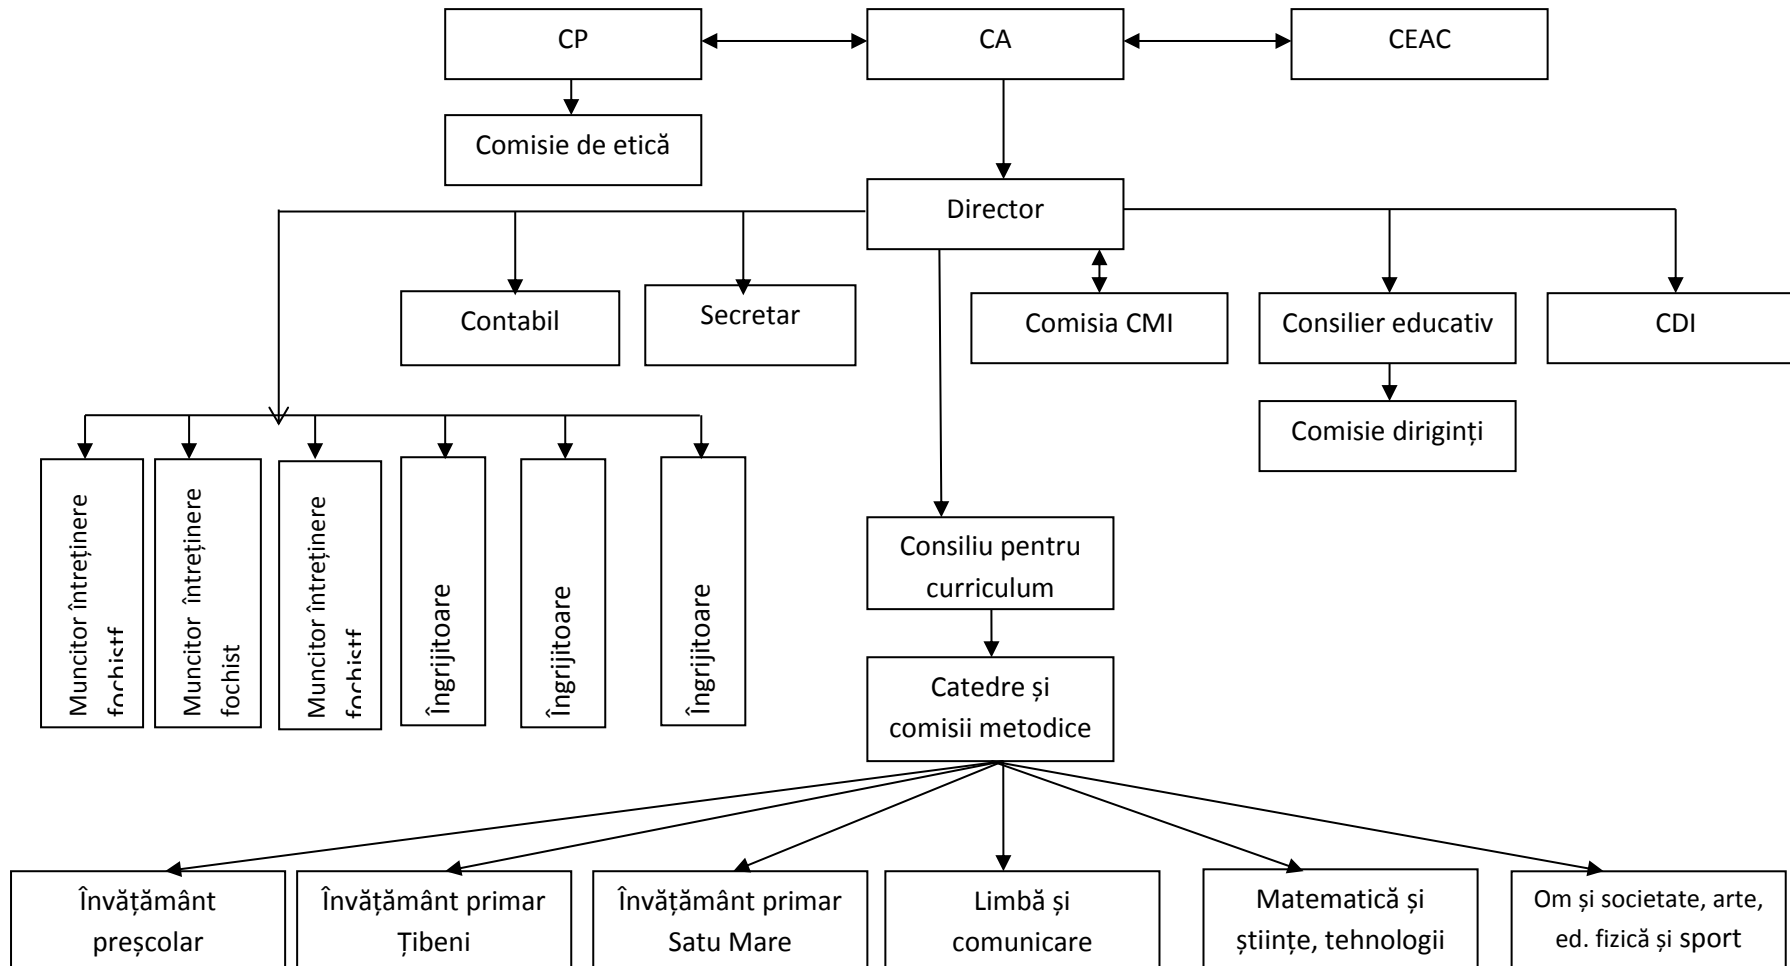 CP
CA
CEAC
Comisie de etică
Director
Contabil
Secretar
Comisia CMI
Consilier educativ
CDI
Comisie diriginți
Muncitor întreținere
fochistf
Muncitor întreținere
fochist
Muncitor întreținere
fochistf
Îngrijitoare
Îngrijitoare
Îngrijitoare
Consiliu pentru
curriculum
Catedre și
comisii metodice
Învățământ
preșcolar
Învățământ primar
Țibeni
Învățământ primar
Satu Mare
Limbă și
comunicare
Matematică și
științe, tehnologii
Om și societate, arte,
ed. fizică și sport